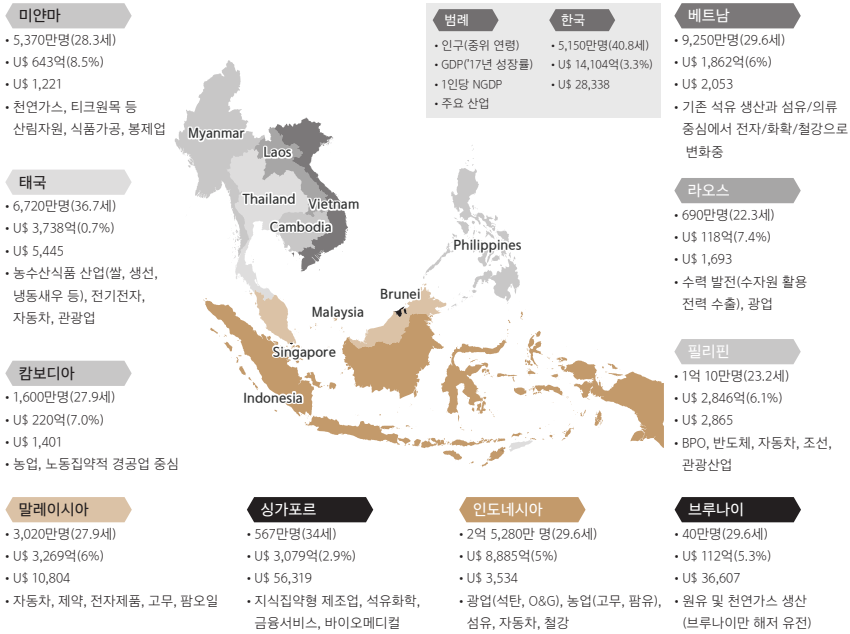 미얀마
• 5,370만명(28.3세)
• U$ 643억(8.5%)
• U$ 1,221
• 천연가스, 티크원목 등
산림자원, 식품가공, 봉제업
태국
• 6,720만명(36.7세)
• U$ 3,738억(0.7%)
• U$ 5,445
• 농수산식품 산업(쌀, 생선,
냉동새우 등), 전기전자,
자동차, 관광업
캄보디아
• 1,600만명(27.9세)
• U$ 220억(7.0%)
• U$ 1,401
• 농업, 노동집약적 경공업 중심
범례
• 인구(중위 연령)
• GDP('17년 성장률)
• 1인당 NGDP
• 주요 산업
한국
• 5,150만명(40.8세)
• U$ 14,104억(3.3%)
• U$ 28,338
Myanmar
Laos
Thailand
Vietnam
Cambodia
Philippines
Brunei
Malaysia
Singapore
Indonesia
베트남
• 9,250만명(29.6세)
• U$ 1,862억(6%)
• U$ 2,053
• 기존 석유 생산과 섬유/의류
중심에서 전자/화확/철강으로
변화중
라오스
• 690만명(22.3세)
• U$ 118억(7.4%)
• U$ 1,693
• 수력 발전(수자원 활용
전력 수출), 광업
필리핀
• 1억 10만명(23.2세)
• U$ 2,846억(6.1%)
• U$ 2,865
• BPO, 반도체, 자동차, 조선,
관광산업
말레이시아
• 3,020만명(27.9세)
• U$ 3,269억(6%)
• U$ 10,804
• 자동차, 제약, 전자제품, 고무, 팜오일
싱가포르
• 567만명(34세)
• U$ 3,079억(2.9%)
• U$ 56,319
• 지식집약형 제조업, 석유화학,
금융서비스, 바이오메디컬
인도네시아
• 2억 5,280만 명(29.6세)
• U$ 8,885억(5%)
• U$ 3,534
• 광업(석탄, O&G), 농업(고무, 팜유),
섬유, 자동차, 철강
브루나이
• 40만명(29.6세)
• U$ 112억(5.3%)
• U$ 36,607
• 원유 및 천연가스 생산
(브루나이만 해저 유전)